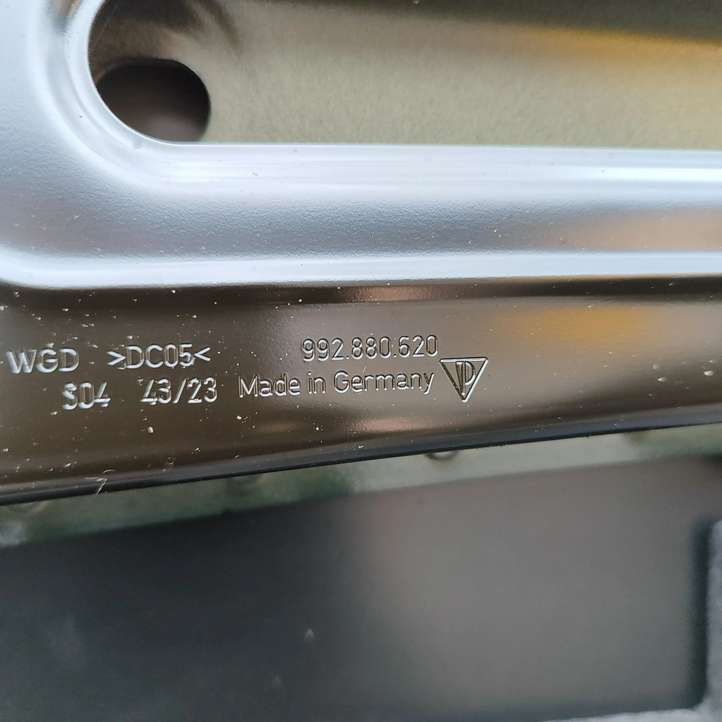 WGD >DC05< 992.880.620
S04 43/23 Made in Germany